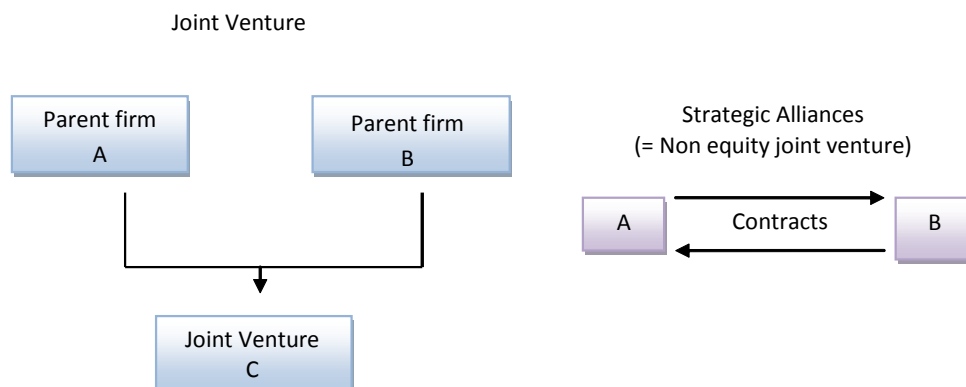 Joint Venture
Parent firm
A
Parent firm
B
Joint Venture
C
Strategic Alliances
(= Non equity joint venture)
A
Contracts
B